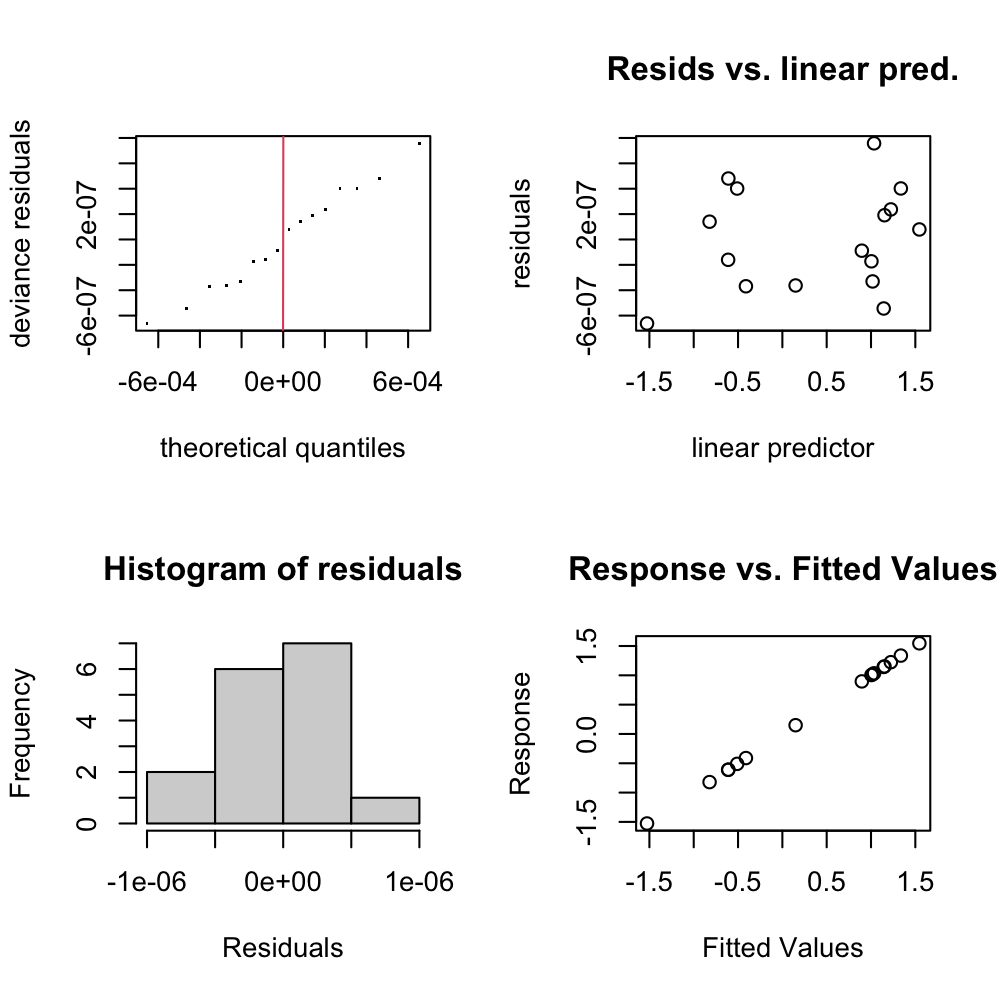 deviance residuals
-6e-07 2e-07
-6e-04 0e+00 6e-04
theoretical quantiles
Resids vs. linear pred.
residuals
-6e-07 2e-07
-1.5 -0.5 0.5 1.5
linear predictor
Histogram of residuals
Frequency
0 2 4 6
-1e-06 0e+00 1e-06
Residuals
Response vs. Fitted Values
Response
-1.5 0.0 1.5
-1.5 -0.5 0.5 1.5
Fitted Values